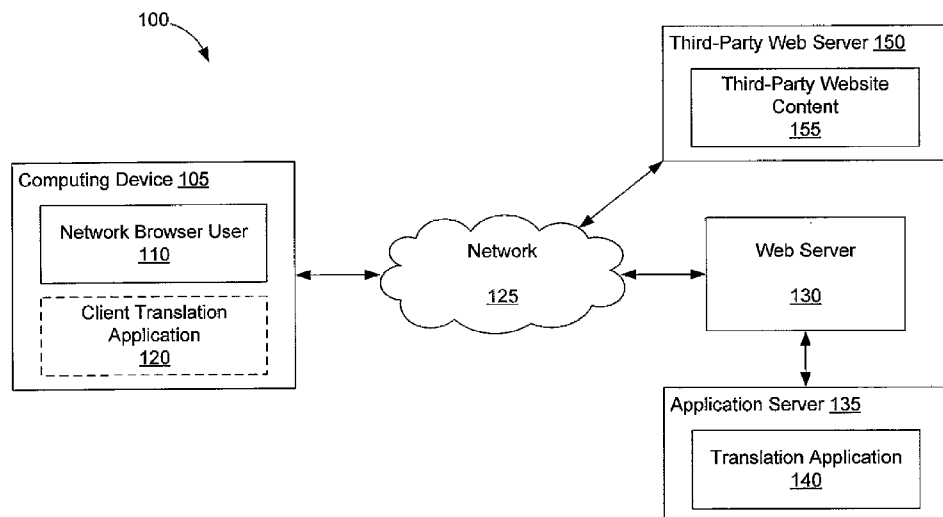 100
Third-Party Web Server 150
Third-Party Website
Content
155
Computing Device 105
Network Browser User
110
Client Translation
Application
120
Network
125
Web Server
130
Application Server 135
Translation Application
140